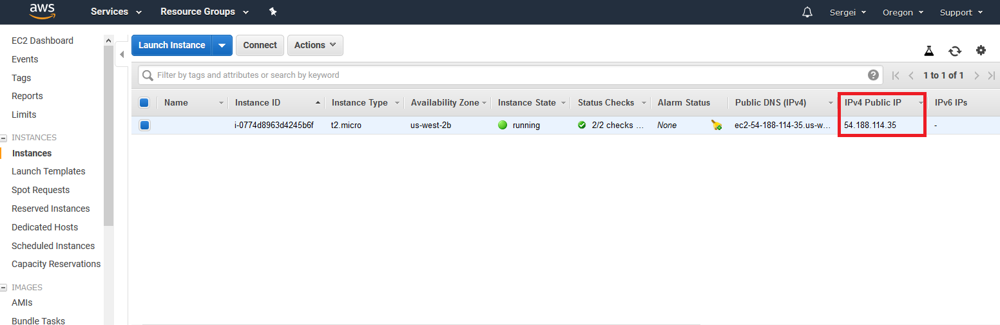 aws Services Resource Groups Sergei Oregon Support
EC2 Dashboard
Events
Tags
Reports
Limits
INSTANCES
Instances
Launch Templates
Spot Requests
Reserved Instances
Dedicated Hosts
Scheduled Instances
Capacity Reservations
IMAGES
AMIs
Bundle Tasks
Launch Instance Connect Actions
Filter by tags and attributes or search by keyword ? 1 to 1 of 1
Name Instance ID Instance Type Availability Zone Instance State Status Checks Alarm Status Public DNS (IPv4) IPv4 Public IP IPv6 IPs
i-0774d8963d4245b6f t2.micro us-west-2b running 2/2 checks ... None ec2-54-188-114-35.us-w... 54.188.114.35 -